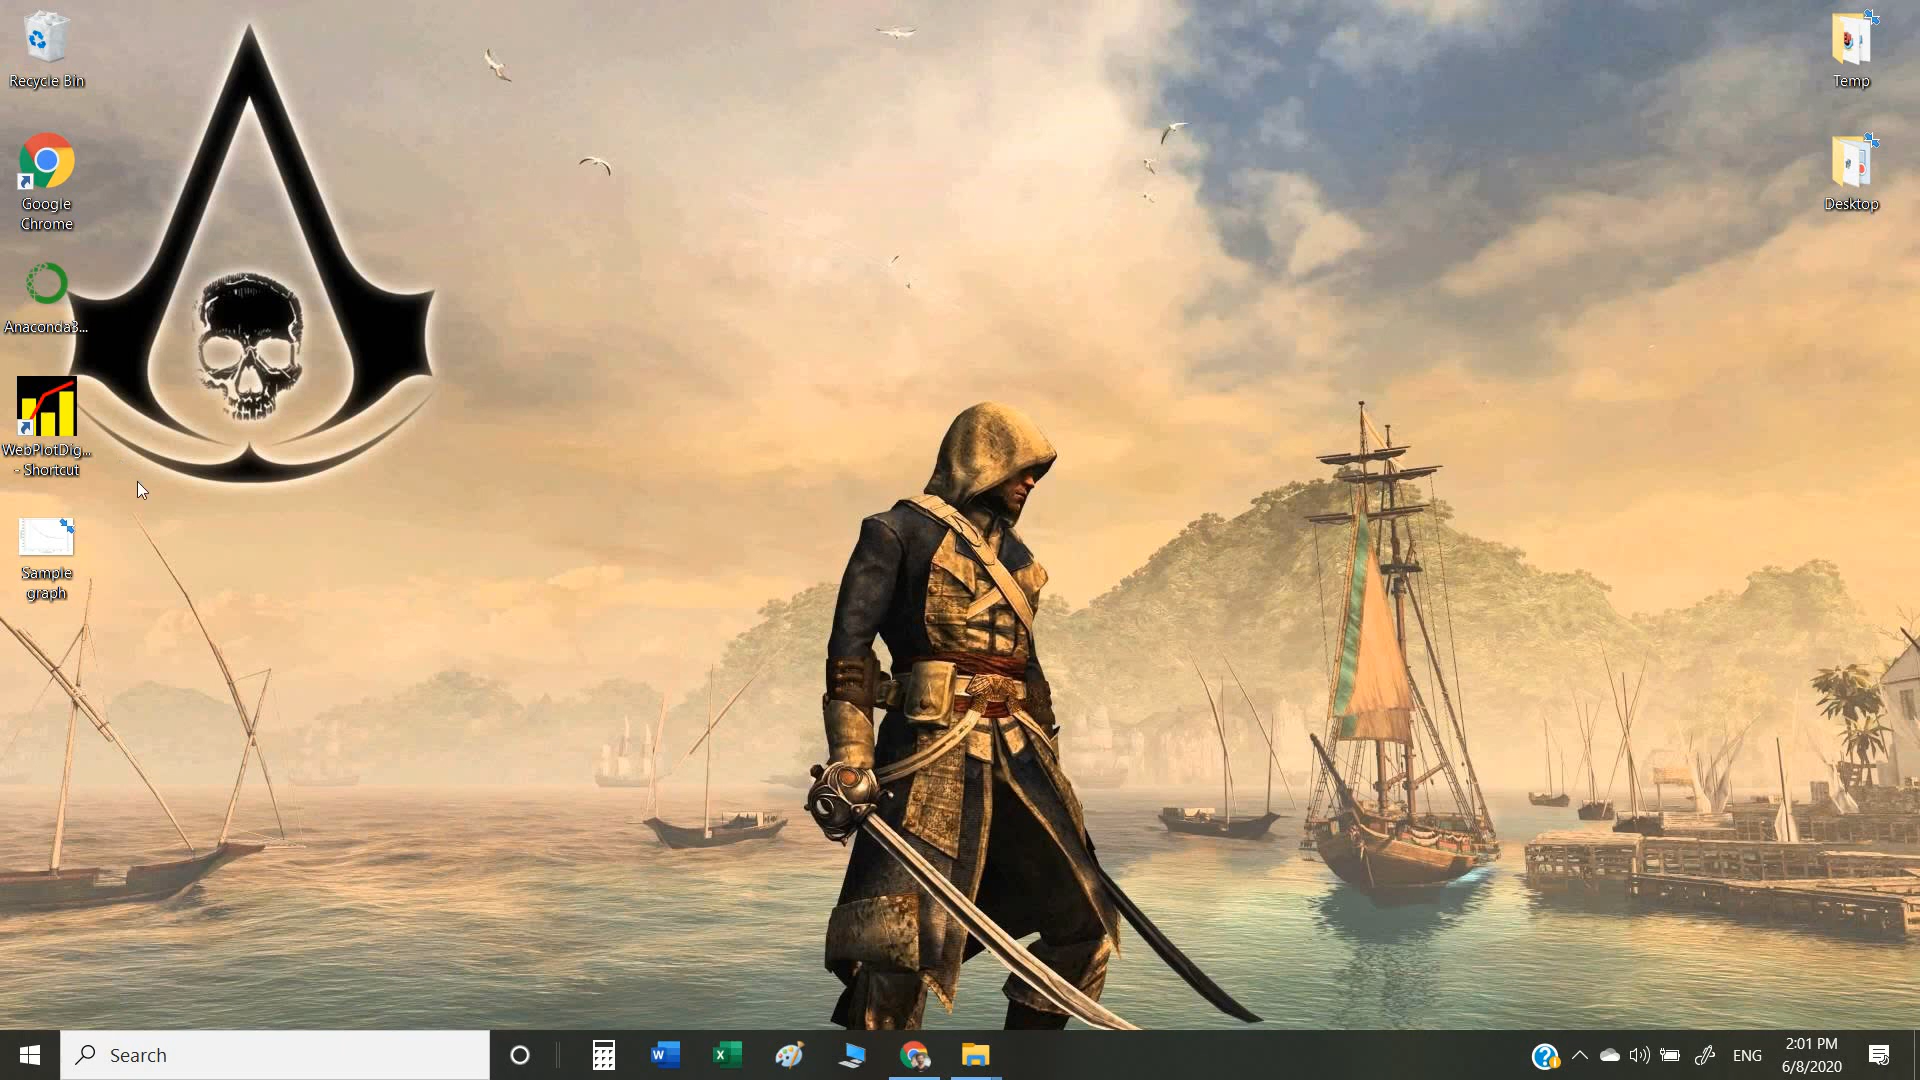 Recycle Bin
Google
Chrome
Anaconda3...
WebPlotDig...
- Shortcut
Sample
graph
Temp
Desktop
Search
ENG
2:01 PM
6/8/2020